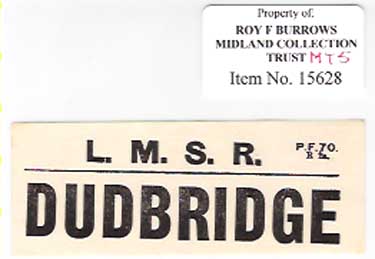 Property of.
ROY F BURROWS
MIDLAND COLLECTION
TRUST MTS
Item No. 15628
L. M. S. R.
P.F.70.
DUDBRIDGE